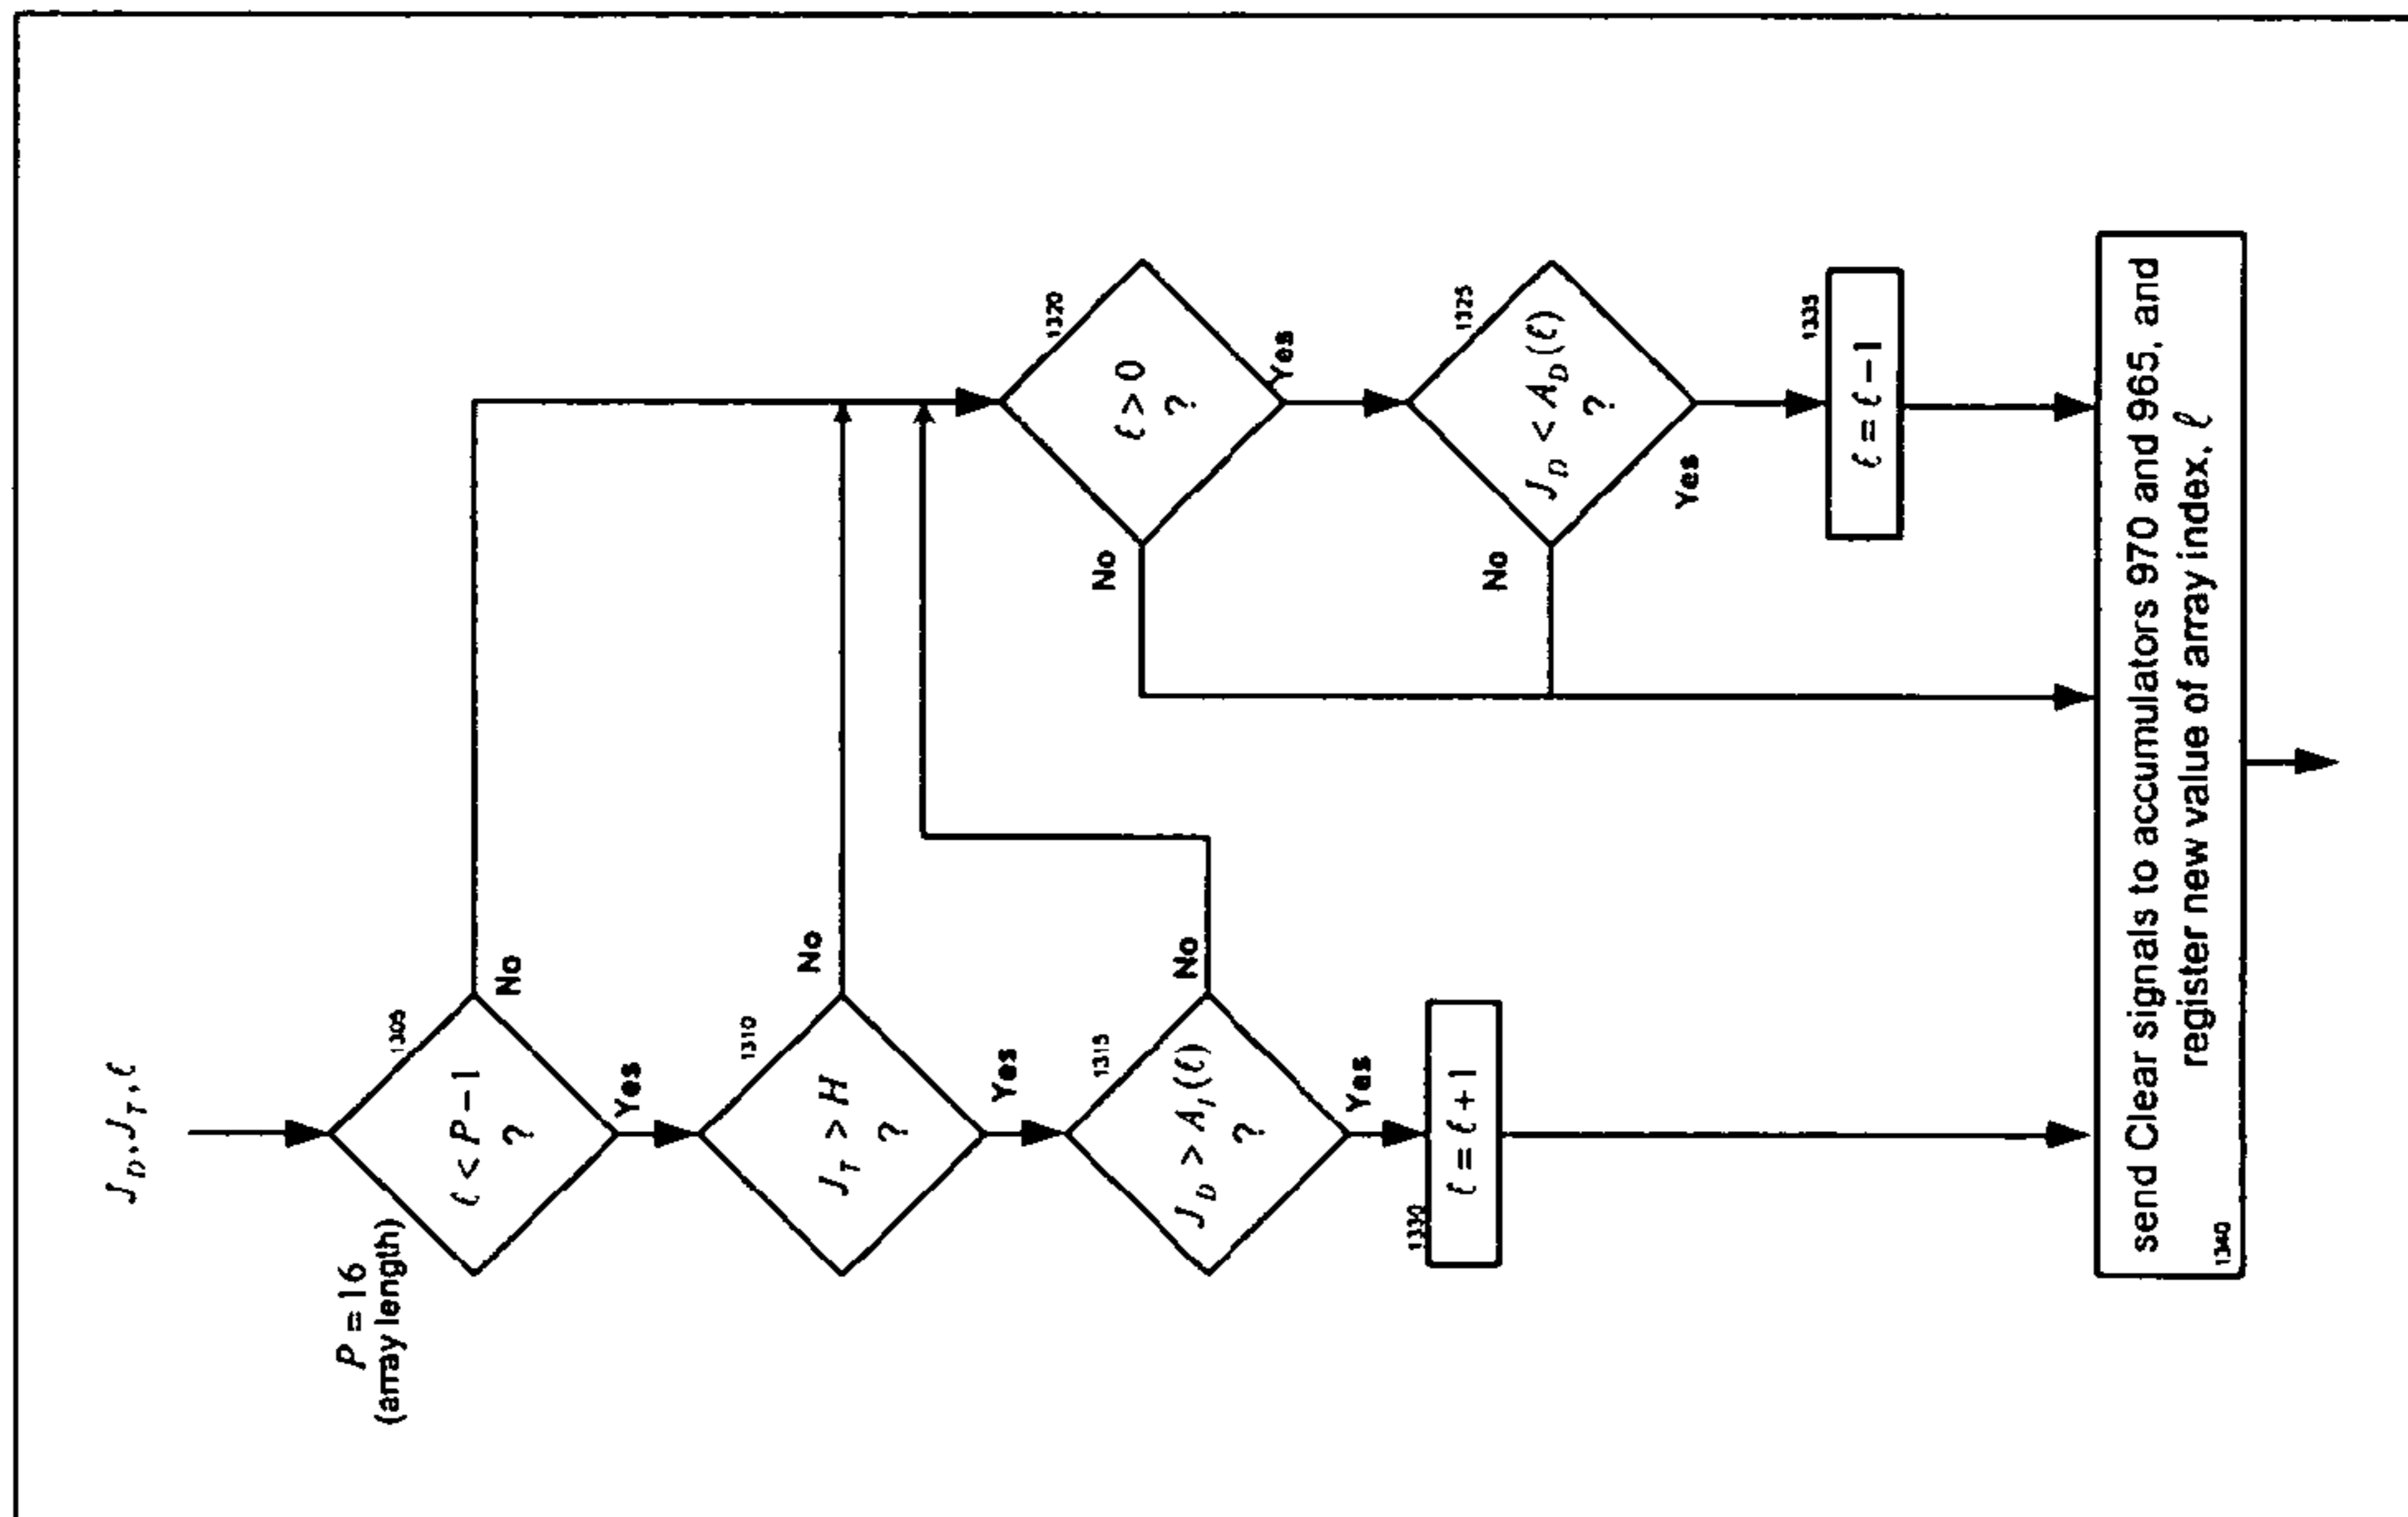 J_D, J_T, ℓ
P = 16
(array length)
1305
ℓ < P − 1
?
No
Yes
1310
J_T > H
?
No
Yes
1315
J_D > A_I(ℓ)
?
No
Yes
1330
ℓ = ℓ + 1
1320
ℓ > 0
?
No
Yes
1325
J_D < A_D(ℓ)
?
No
Yes
1335
ℓ = ℓ − 1
send Clear signals to accumulators 970 and 965, and
register new value of array index, ℓ
1340